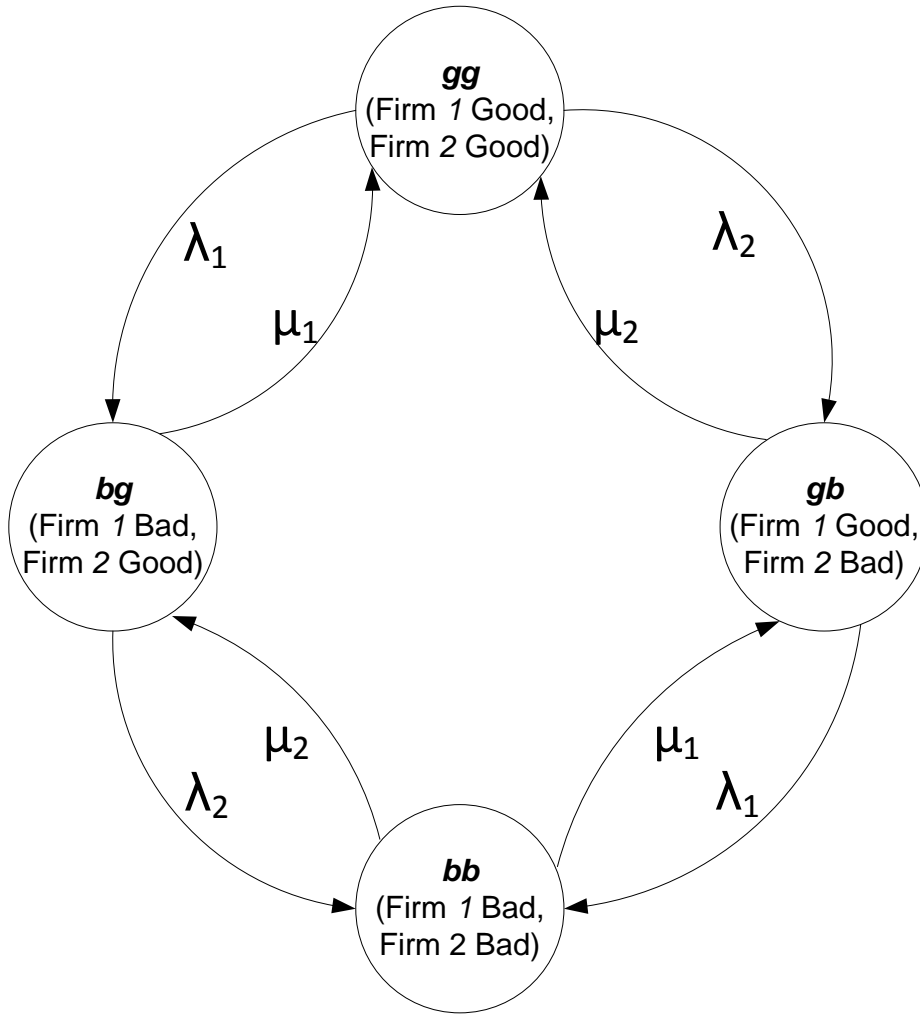 gg
(Firm 1 Good,
Firm 2 Good)
λ1
λ2
μ1
μ2
bg
(Firm 1 Bad,
Firm 2 Good)
gb
(Firm 1 Good,
Firm 2 Bad)
μ2
μ1
λ2
λ1
bb
(Firm 1 Bad,
Firm 2 Bad)